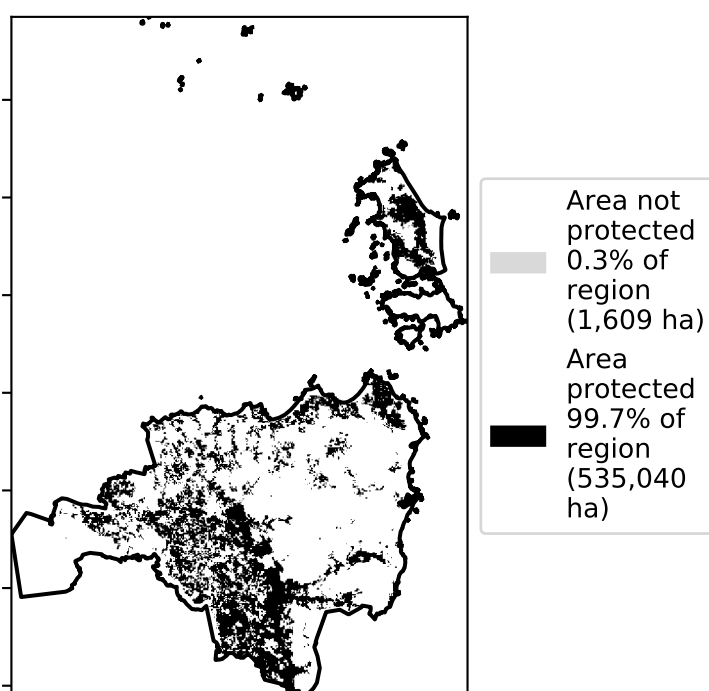 Area not
protected
0.3% of
region
(1,609 ha)
Area
protected
99.7% of
region
(535,040
ha)